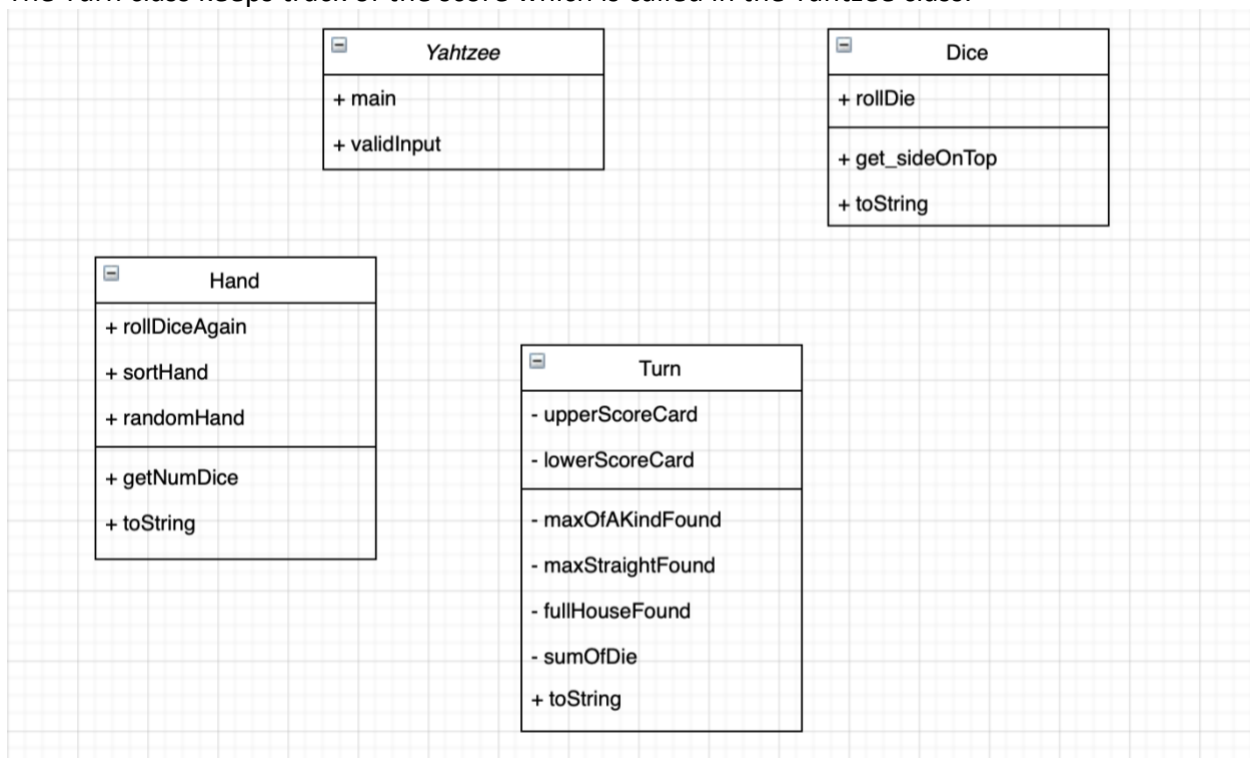 The Turn class keeps track of the score which is called in the Yahtzee class.
Yahtzee
+ main
+ validInput
Dice
+ rollDie
+ get_sideOnTop
+ toString
Hand
+ rollDiceAgain
+ sortHand
+ randomHand
+ getNumDice
+ toString
Turn
- upperScoreCard
- lowerScoreCard
- maxOfAKindFound
- maxStraightFound
- fullHouseFound
- sumOfDie
+ toString